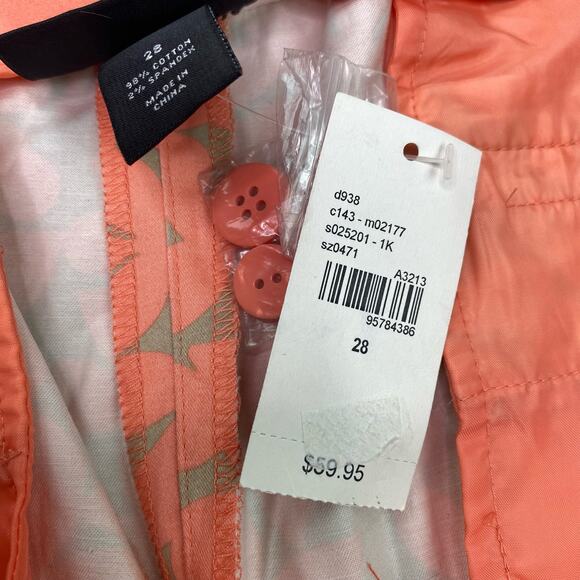 28
98% COTTON
2% SPANDEX
MADE IN
CHINA
d938
c143 - m02177
s025201 - 1K
sz0471
A3213
95784386
28
$59.95